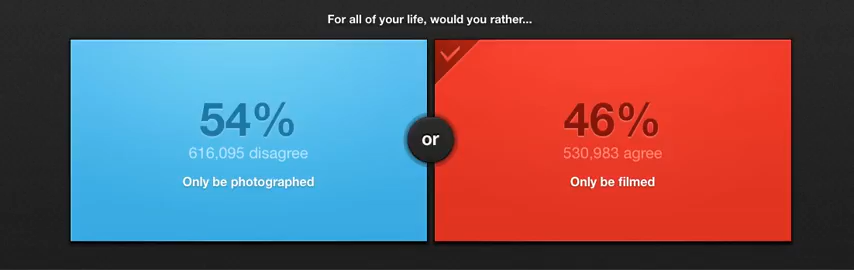 For all of your life, would you rather...
54%
616,095 disagree
Only be photographed
or
46%
530,983 agree
Only be filmed